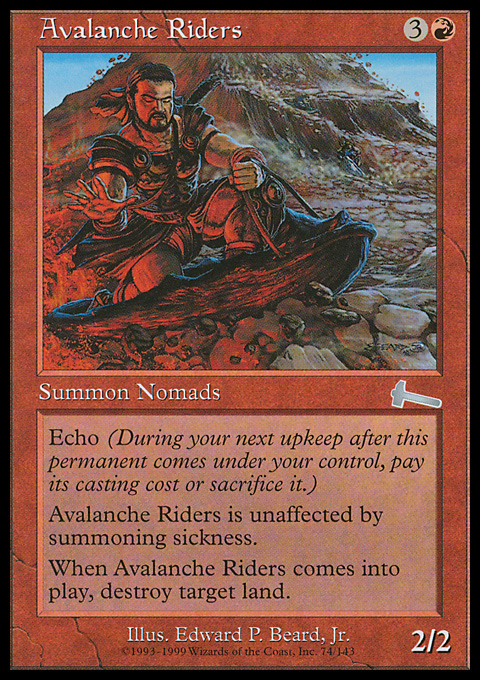 Avalanche Riders 3
Summon Nomads
Echo (During your next upkeep after this
permanent comes under your control, pay
its casting cost or sacrifice it.)
Avalanche Riders is unaffected by
summoning sickness.
When Avalanche Riders comes into
play, destroy target land.
Illus. Edward P. Beard, Jr.
©1993-1999 Wizards of the Coast, Inc. 74/143
2/2